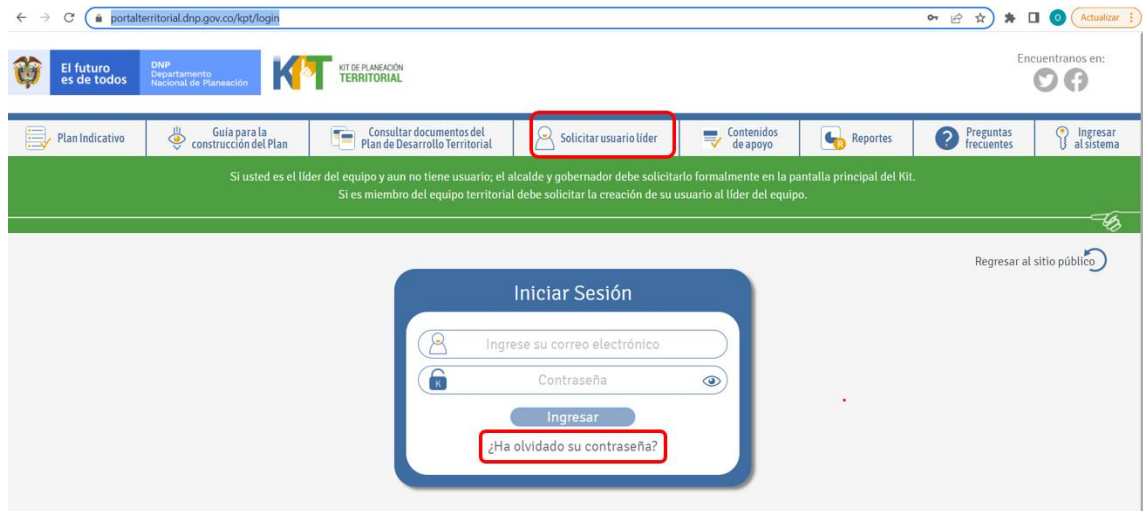 portalterritorial.dnp.gov.co/kpt/login
O
Actualizar
El futuro
es de todos
DNP
Departamento
Nacional de Planeación
KIT
KIT DE PLANEACIÓN
TERRITORIAL
Encuentranos en:
Plan Indicativo
Guía para la
construcción del Plan
Consultar documentos del
Plan de Desarrollo Territorial
Solicitar usuario líder
Contenidos
de apoyo
Reportes
?
Preguntas
frecuentes
Ingresar
al sistema
Si usted es el líder del equipo y aun no tiene usuario; el alcalde y gobernador debe solicitarlo formalmente en la pantalla principal del Kit.
Si es miembro del equipo territorial debe solicitar la creación de su usuario al líder del equipo.
Regresar al sitio público
Iniciar Sesión
Ingrese su correo electrónico
K
Contraseña
Ingresar
¿Ha olvidado su contraseña?